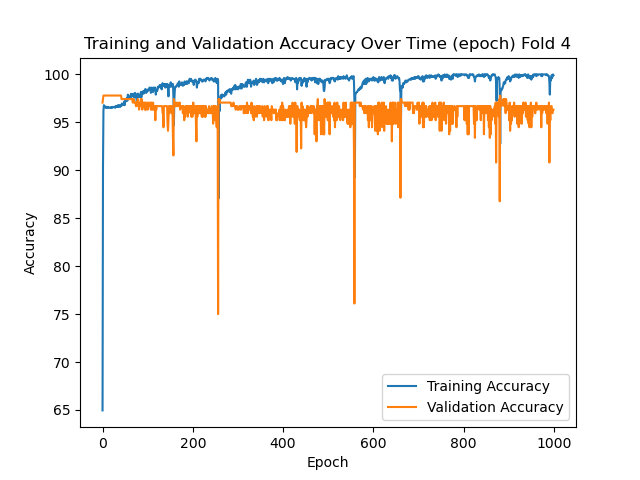 Training and Validation Accuracy Over Time (epoch) Fold 4
100
95
90
85
80
75
70
65
Accuracy
0
200
400
600
800
1000
Epoch
Training Accuracy
Validation Accuracy